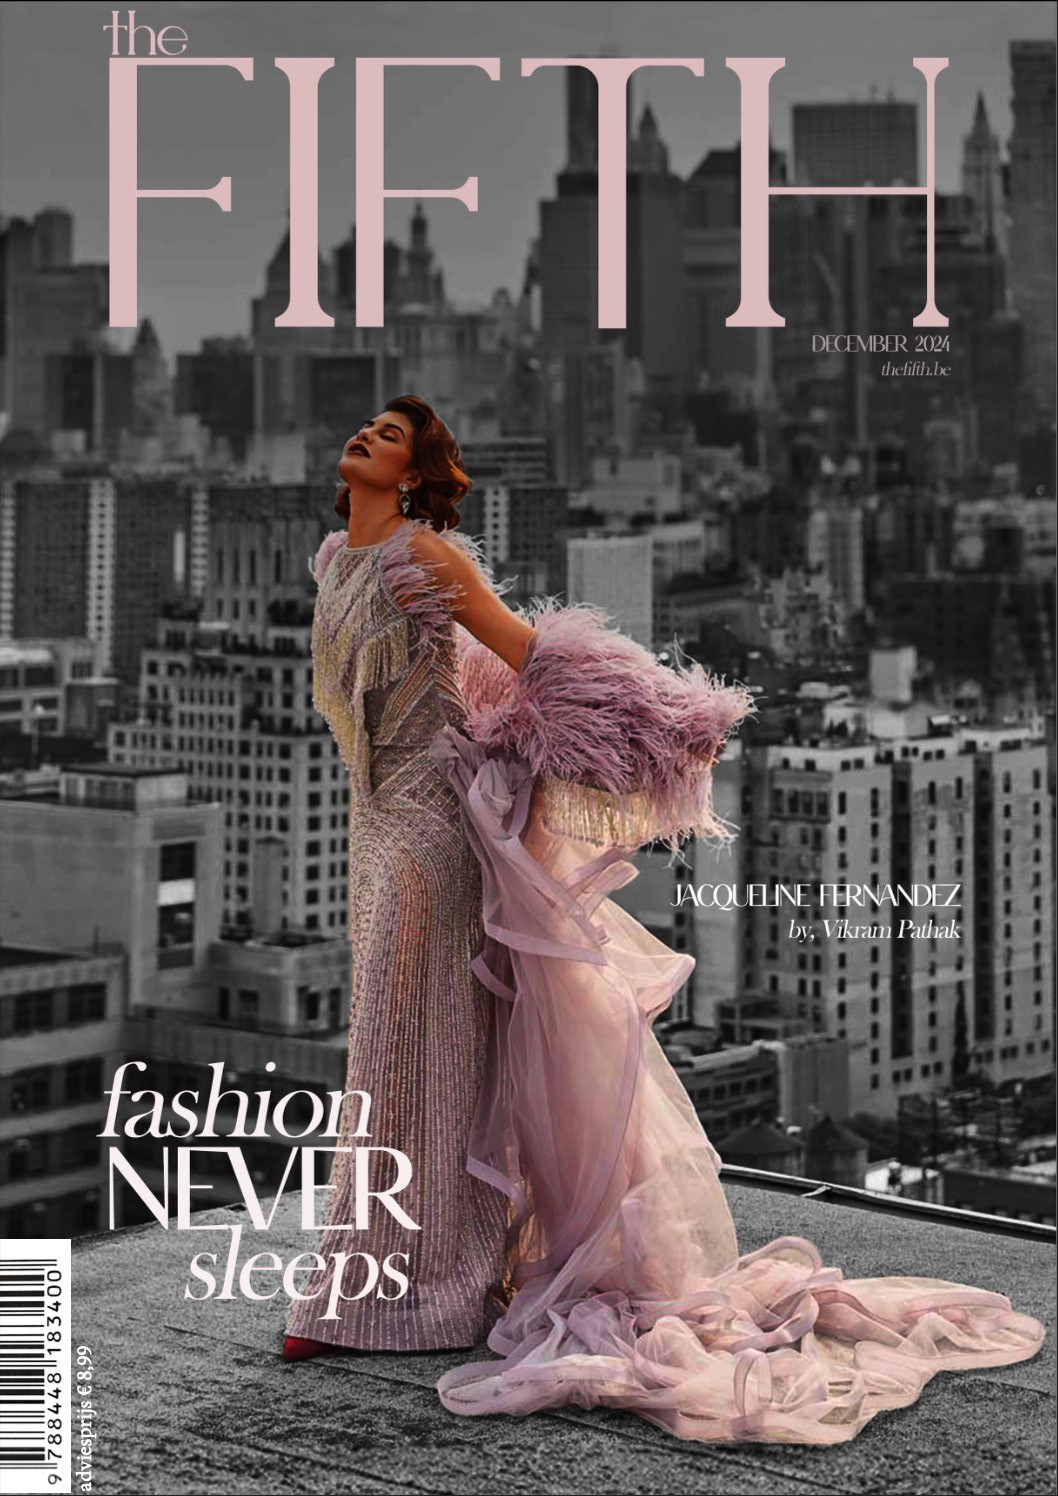 the
FIFTH
DECEMBER 2024
thefifth.be
JACQUELINE FERNANDEZ
by, Vikram Pathak
fashion
NEVER
sleeps
9 788448 183400
adviesprijs € 8,99